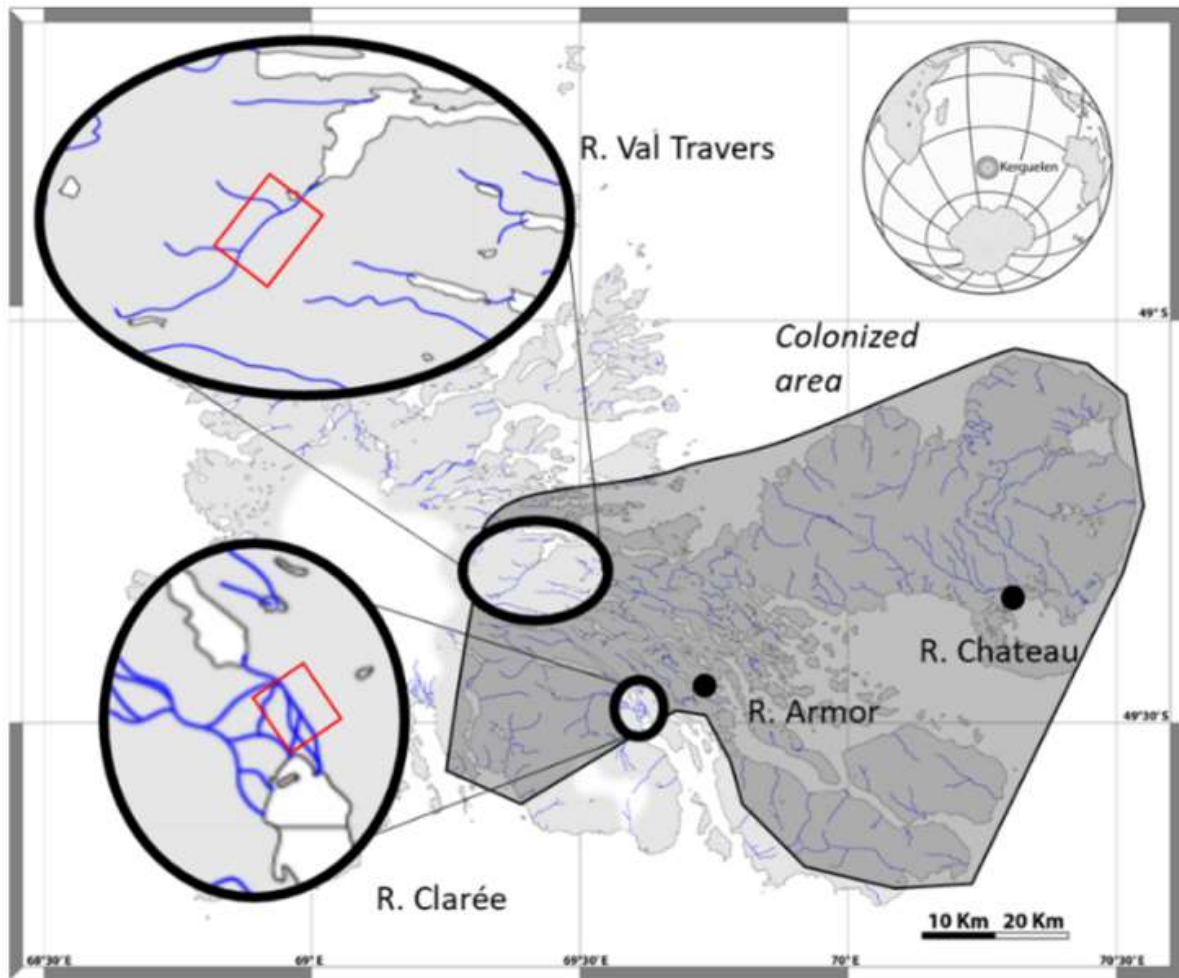 R. Val Travers
Kerguelen
49° S
Colonized
area
R. Chateau
R. Armor
49°30 S
R. Clarée
10 Km 20 Km
68°30' E
69° E
69°30' E
70° E
70°30' E